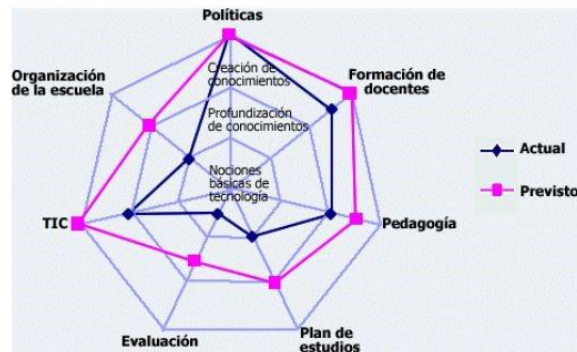 Políticas
Organización
de la escuela
Creación de
conocimientos
Formación de
docentes
Profundización
de conocimientos
Nociones
básicas de
tecnología
Actual
Previsto
TIC
Pedagogía
Evaluación
Plan de
estudios